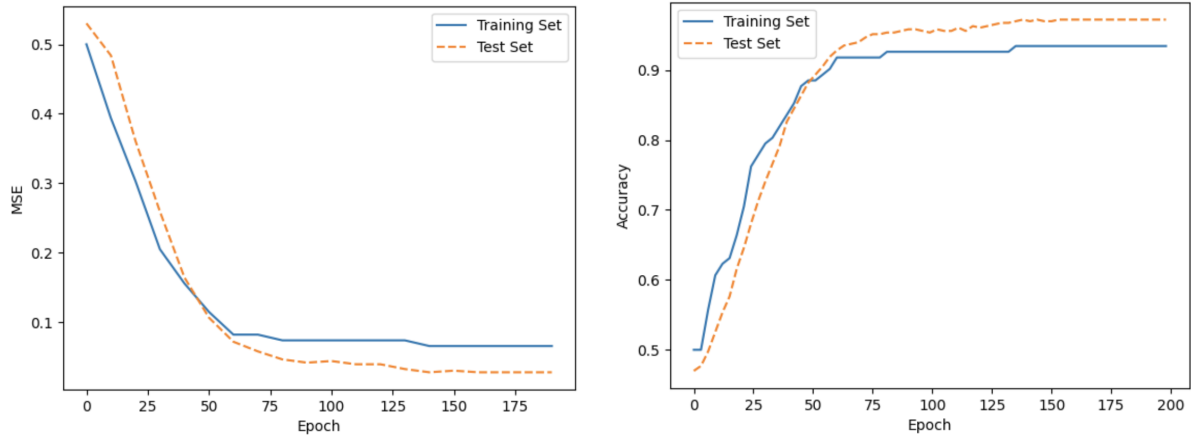 Training Set
Test Set
0.5
0.4
0.3
0.2
0.1
MSE
0 25 50 75 100 125 150 175
Epoch
Training Set
Test Set
0.9
0.8
0.7
0.6
0.5
Accuracy
0 25 50 75 100 125 150 175 200
Epoch